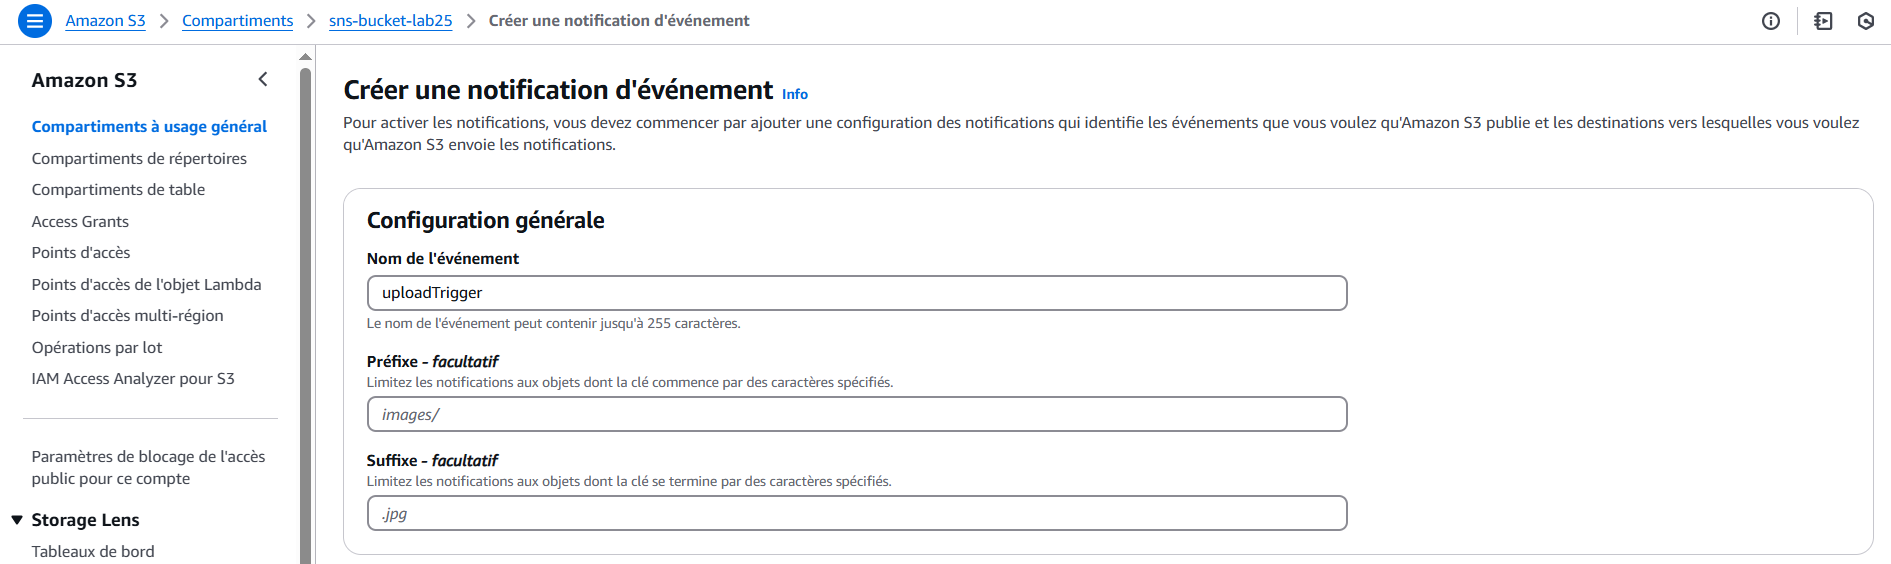 Amazon S3 > Compartiments > sns-bucket-lab25 > Créer une notification d'événement
Amazon S3
Compartiments à usage général
Compartiments de répertoires
Compartiments de table
Access Grants
Points d'accès
Points d'accès de l'objet Lambda
Points d'accès multi-région
Opérations par lot
IAM Access Analyzer pour S3
Paramètres de blocage de l'accès
public pour ce compte
Storage Lens
Tableaux de bord
Créer une notification d'événement Info
Pour activer les notifications, vous devez commencer par ajouter une configuration des notifications qui identifie les événements que vous voulez qu'Amazon S3 publie et les destinations vers lesquelles vous voulez
qu'Amazon S3 envoie les notifications.
Configuration générale
Nom de l'événement
uploadTrigger
Le nom de l'événement peut contenir jusqu'à 255 caractères.
Préfixe - facultatif
Limitez les notifications aux objets dont la clé commence par des caractères spécifiés.
images/
Suffixe - facultatif
Limitez les notifications aux objets dont la clé se termine par des caractères spécifiés.
.jpg